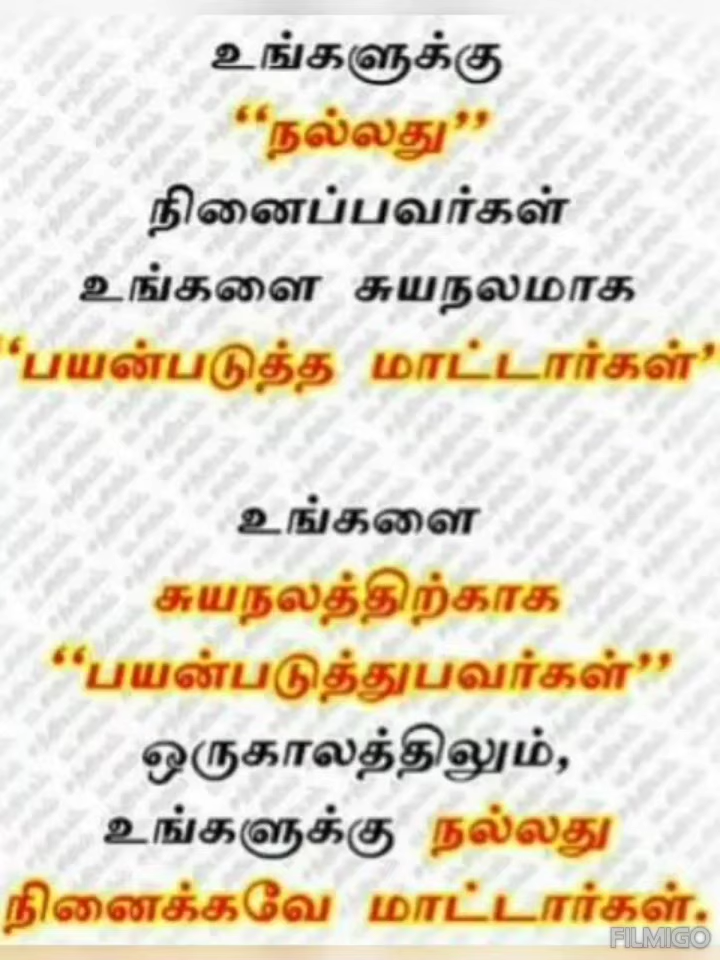 உங்களுக்கு
“நல்லது”
நினைப்பவர்கள்
உங்களை சுயநலமாக
“பயன்படுத்த மாட்டார்கள்’
உங்களை
சுயநலத்திற்காக
“பயன்படுத்துபவர்கள்”
ஒருகாலத்திலும்,
உங்களுக்கு நல்லது
நினைக்கவே மாட்டார்கள்.
FILMIGO